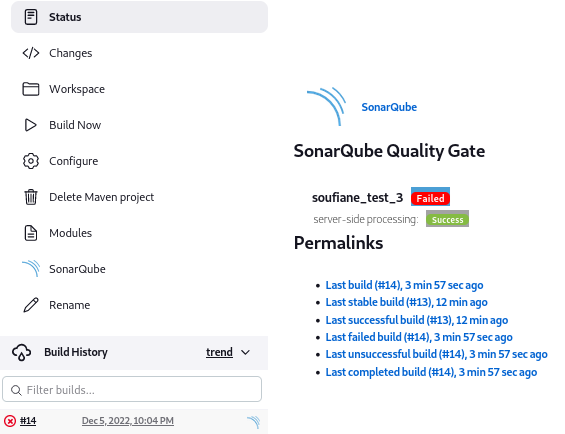 Status
Changes
Workspace
Build Now
Configure
Delete Maven project
Modules
SonarQube
Rename
Build History trend
Filter builds...
#14 Dec 5, 2022, 10:04 PM
SonarQube
SonarQube Quality Gate
soufiane_test_3 Failed
server-side processing: Success
Permalinks
Last build (#14), 3 min 57 sec ago
Last stable build (#13), 12 min ago
Last successful build (#13), 12 min ago
Last failed build (#14), 3 min 57 sec ago
Last unsuccessful build (#14), 3 min 57 sec ago
Last completed build (#14), 3 min 57 sec ago